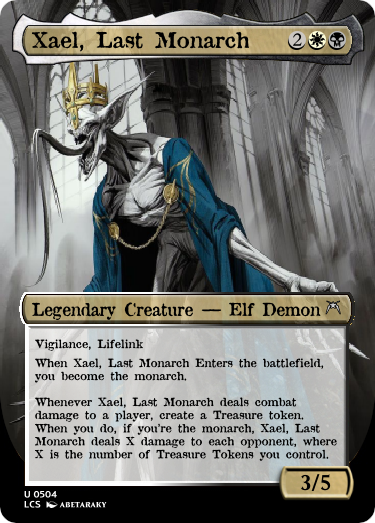 Xael, Last Monarch 2
Legendary Creature — Elf Demon
Vigilance, Lifelink
When Xael, Last Monarch Enters the battlefield,
you become the monarch.
Whenever Xael, Last Monarch deals combat
damage to a player, create a Treasure token.
When you do, if you're the monarch, Xael, Last
Monarch deals X damage to each opponent, where
X is the number of Treasure Tokens you control.
3/5
U 0504
LCS ABETARAKY